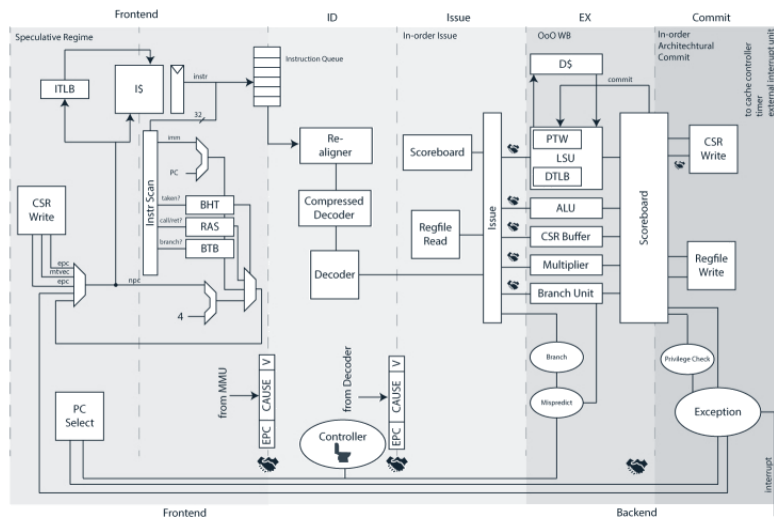 Frontend
ID
Issue
EX
Commit
Speculative Regime
In-order Issue
OoO WB
In-order
Architechtural
Commit
to cache controller
timer
external interrupt unit
ITLB
IS
instr
Instruction Queue
32
D$
commit
Instr Scan
imm
PC
Re-
aligner
Scoreboard
Issue
PTW
LSU
DTLB
Scoreboard
CSR
Write
CSR
Write
taken?
BHT
call/ret?
RAS
branch?
BTB
Compressed
Decoder
Regfile
Read
ALU
CSR Buffer
Multiplier
Branch Unit
Regfile
Write
Decoder
epc
mtvec
epc
npc
4
Branch
Privilege Check
from MMU
EPC
CAUSE
V
from Decoder
EPC
CAUSE
V
Mispredict
Exception
PC
Select
Controller
interrupt
Frontend
Backend